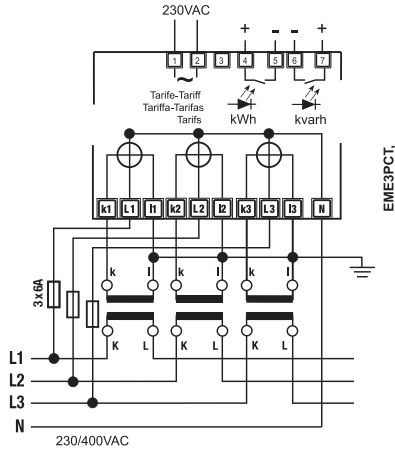 230VAC
+ - - +
1 2 3 4 5 6 7
~
Tarife-Tariff
Tariffa-Tarifas
Tarifs
kWh kvarh
EME3PCT,
k1 L1 l1 k2 L2 l2 k3 L3 l3 N
k l k l k l
3x6A
K L K L K L
L1
L2
L3
N
230/400VAC